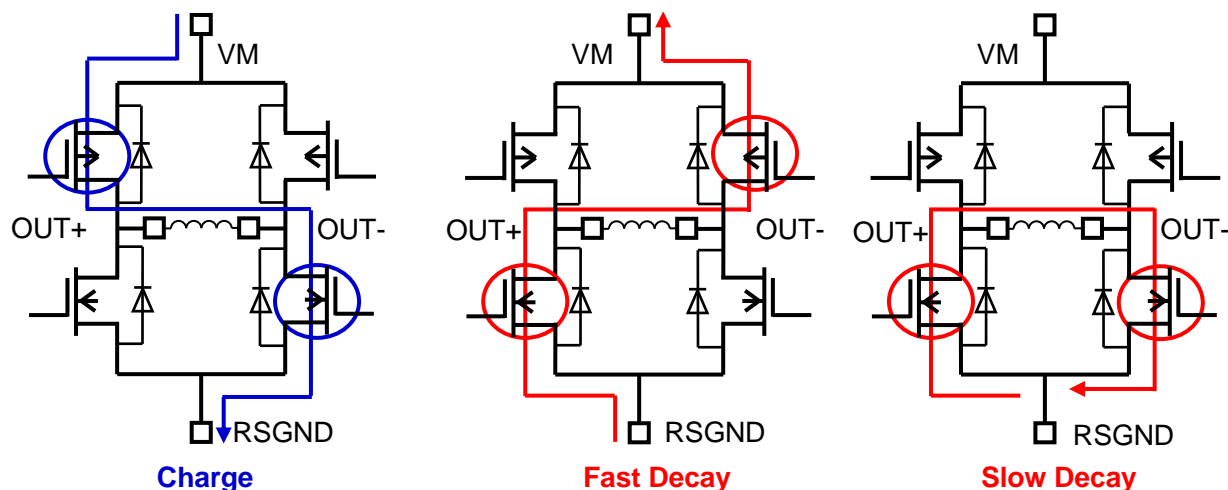 VM
VM
VM
OUT+
OUT-
OUT+
OUT-
OUT+
OUT-
RSGND
RSGND
RSGND
Charge
Fast Decay
Slow Decay